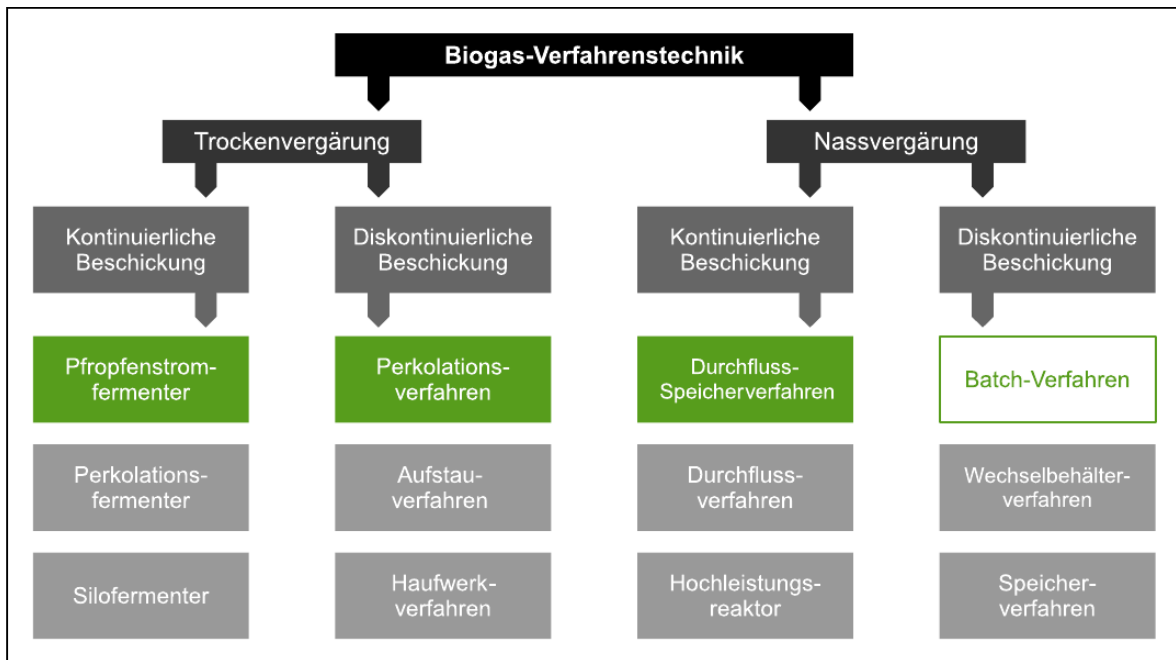 Biogas-Verfahrenstechnik
Trockenvergärung
Nassvergärung
Kontinuierliche
Beschickung
Diskontinuierliche
Beschickung
Kontinuierliche
Beschickung
Diskontinuierliche
Beschickung
Pfropfenstrom-
fermenter
Perkolations-
verfahren
Durchfluss-
Speicherverfahren
Batch-Verfahren
Perkolations-
fermenter
Aufstau-
verfahren
Durchfluss-
verfahren
Wechselbehälter-
verfahren
Silofermenter
Haufwerk-
verfahren
Hochleistungs-
reaktor
Speicher-
verfahren